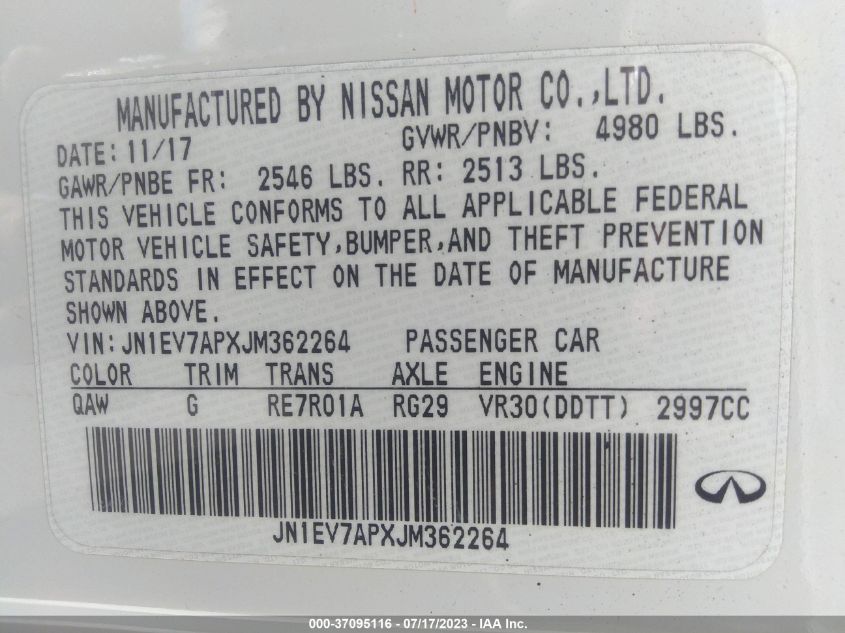 MANUFACTURED BY NISSAN MOTOR CO.,LTD.
DATE: 11/17 GVWR/PNBV: 4980 LBS.
GAWR/PNBE FR: 2546 LBS. RR: 2513 LBS.
THIS VEHICLE CONFORMS TO ALL APPLICABLE FEDERAL
MOTOR VEHICLE SAFETY,BUMPER,AND THEFT PREVENTION
STANDARDS IN EFFECT ON THE DATE OF MANUFACTURE
SHOWN ABOVE.
VIN:JN1EV7APXJM362264 PASSENGER CAR
COLOR TRIM TRANS AXLE ENGINE
QAW G RE7R01A RG29 VR30(DDTT) 2997CC
JN1EV7APXJM362264
000-37095116 - 07/17/2023 - IAA Inc.